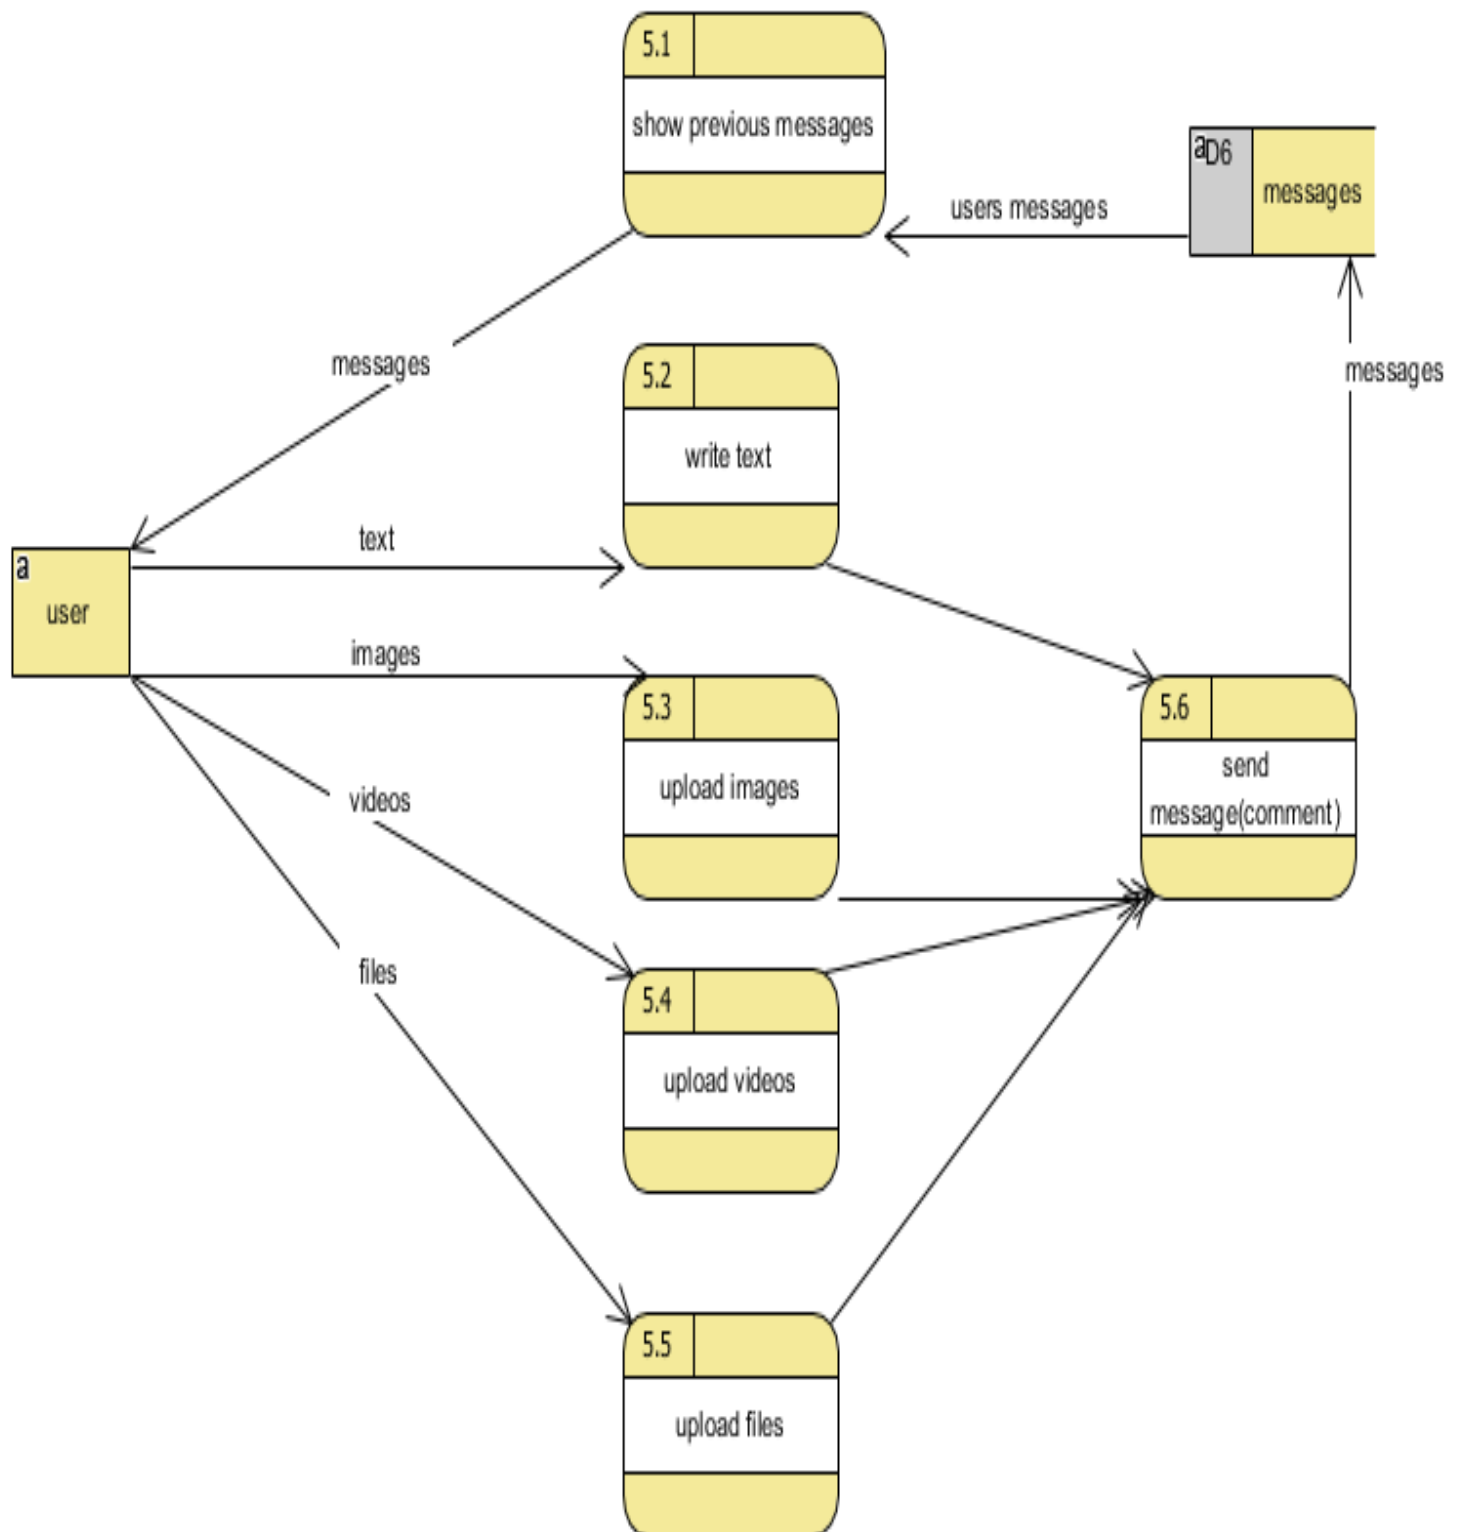 5.1
show previous messages
a
D6
messages
users messages
messages
5.2
write text
messages
text
a
user
images
5.3
upload images
5.6
send
message(comment)
videos
files
5.4
upload videos
5.5
upload files